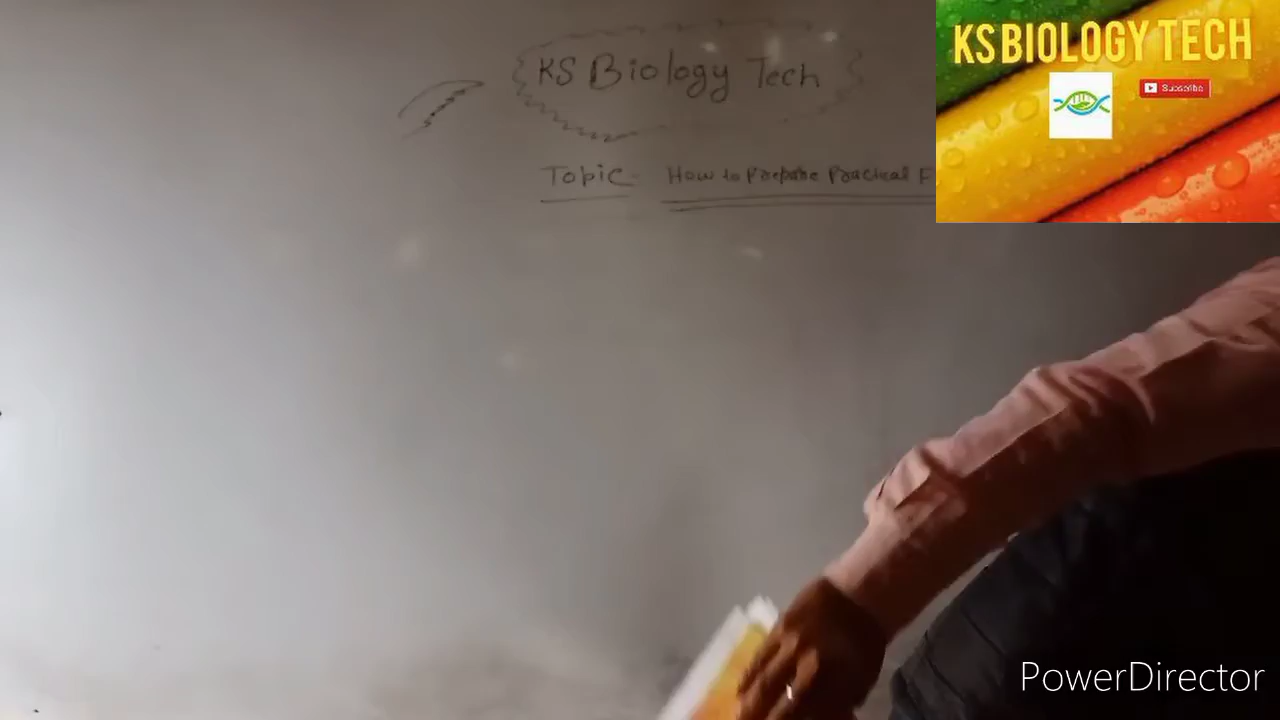 KS BIOLOGY TECH
Subscribe
KS Biology Tech
Topic- How to Prepare Practical F
PowerDirector